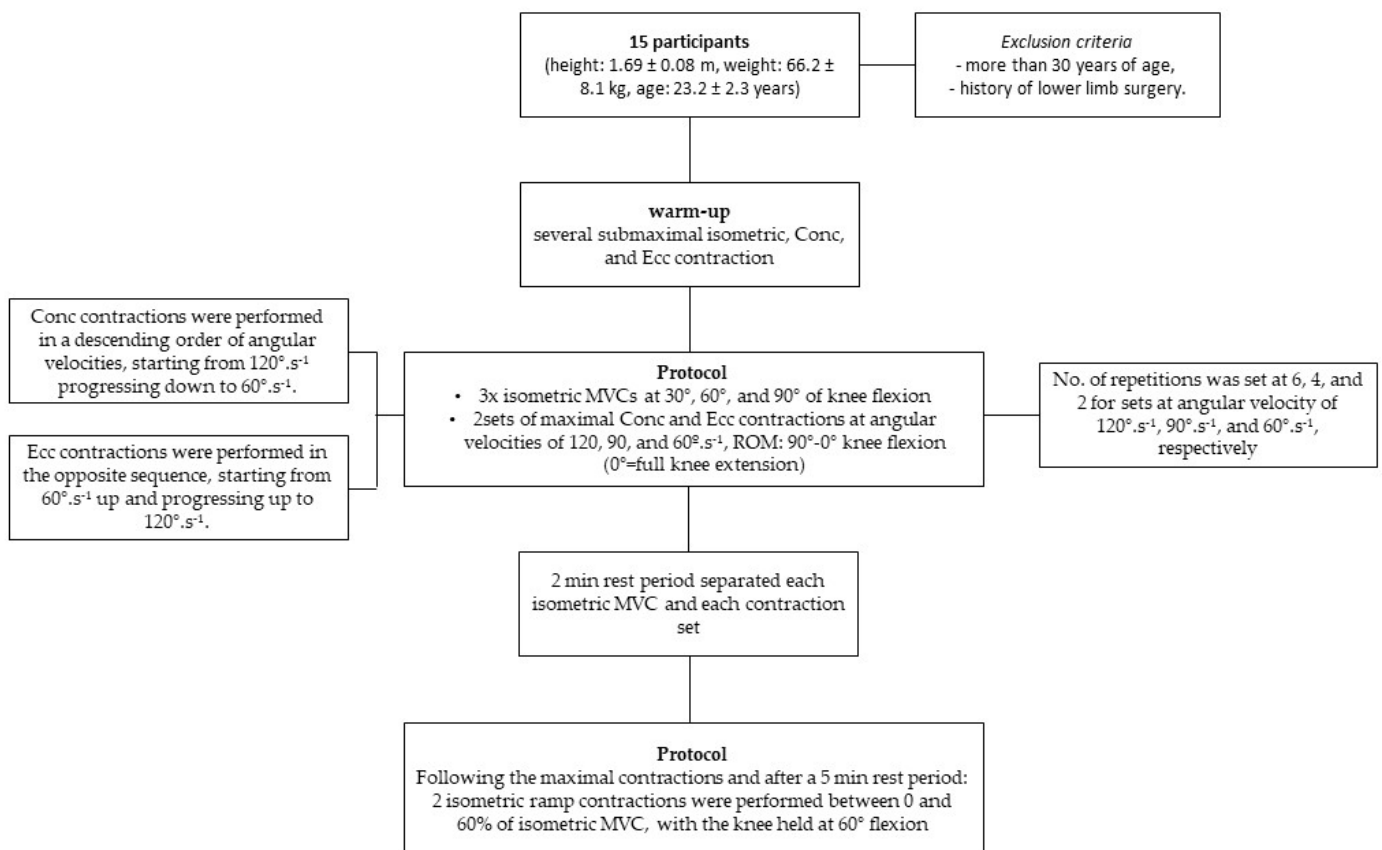 15 participants
(height: 1.69 ± 0.08 m, weight: 66.2 ±
8.1 kg, age: 23.2 ± 2.3 years)
Exclusion criteria
- more than 30 years of age,
- history of lower limb surgery.
warm-up
several submaximal isometric, Conc,
and Ecc contraction
Conc contractions were performed
in a descending order of angular
velocities, starting from 120°.s⁻¹
progressing down to 60°.s⁻¹.
Ecc contractions were performed in
the opposite sequence, starting from
60°.s⁻¹ up and progressing up to
120°.s⁻¹.
Protocol
• 3x isometric MVCs at 30°, 60°, and 90° of knee flexion
• 2sets of maximal Conc and Ecc contractions at angular
velocities of 120, 90, and 60º.s⁻¹, ROM: 90°-0° knee flexion
(0°=full knee extension)
No. of repetitions was set at 6, 4, and
2 for sets at angular velocity of
120°.s⁻¹, 90°.s⁻¹, and 60°.s⁻¹,
respectively
2 min rest period separated each
isometric MVC and each contraction
set
Protocol
Following the maximal contractions and after a 5 min rest period:
2 isometric ramp contractions were performed between 0 and
60% of isometric MVC, with the knee held at 60° flexion